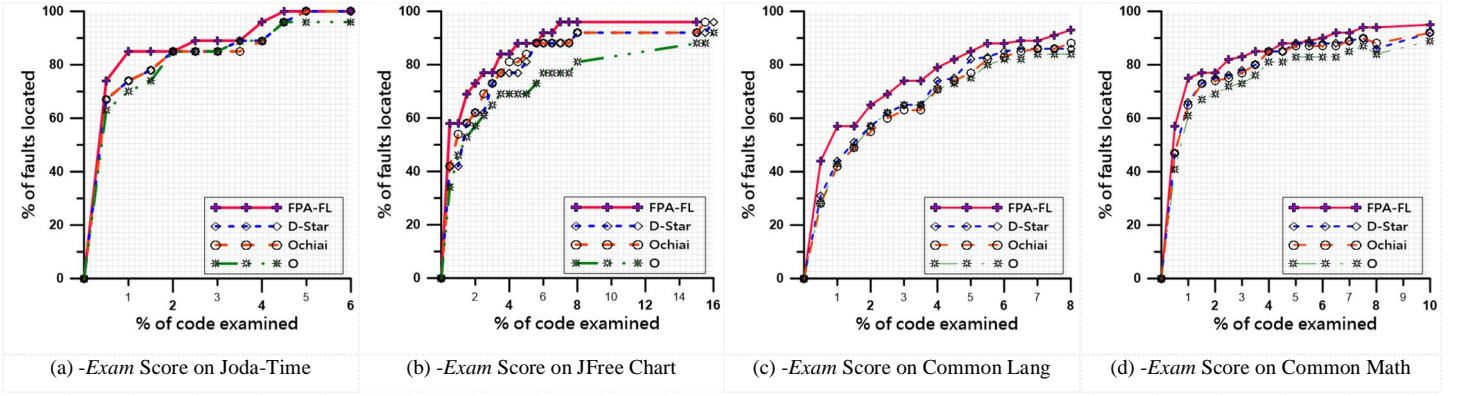 100
80
60
40
20
0
% of faults located
1
2
3
4
5
6
% of code examined
FPA-FL
D-Star
Ochiai
O
(a) -Exam Score on Joda-Time
100
80
60
40
20
0
% of faults located
2
4
6
8
10
14
16
% of code examined
FPA-FL
D-Star
Ochiai
O
(b) -Exam Score on JFree Chart
100
80
60
40
20
0
% of faults located
1
2
3
4
5
6
7
8
% of code examined
FPA-FL
D-Star
Ochiai
O
(c) -Exam Score on Common Lang
100
80
60
40
20
0
% of faults located
1
2
3
4
5
6
7
8
9
10
% of code examined
FPA-FL
D-Star
Ochiai
O
(d) -Exam Score on Common Math